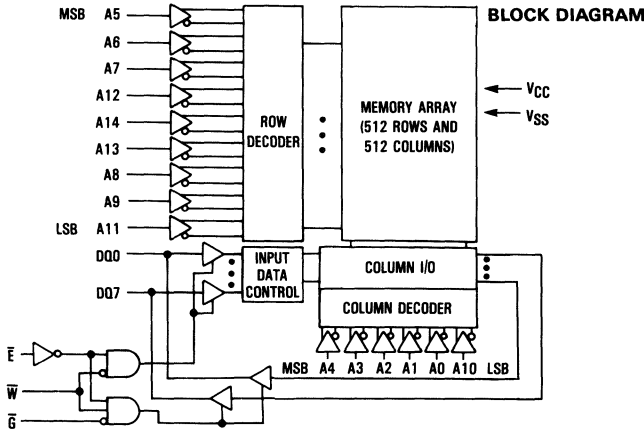 BLOCK DIAGRAM
MSB A5
A6
A7
A12
A14
A13
A8
A9
LSB A11
ROW
DECODER
MEMORY ARRAY
(512 ROWS AND
512 COLUMNS)
VCC
VSS
DQ0
DQ7
INPUT
DATA
CONTROL
COLUMN I/O
COLUMN DECODER
MSB A4 A3 A2 A1 A0 A10 LSB
E̅
W̅
G̅